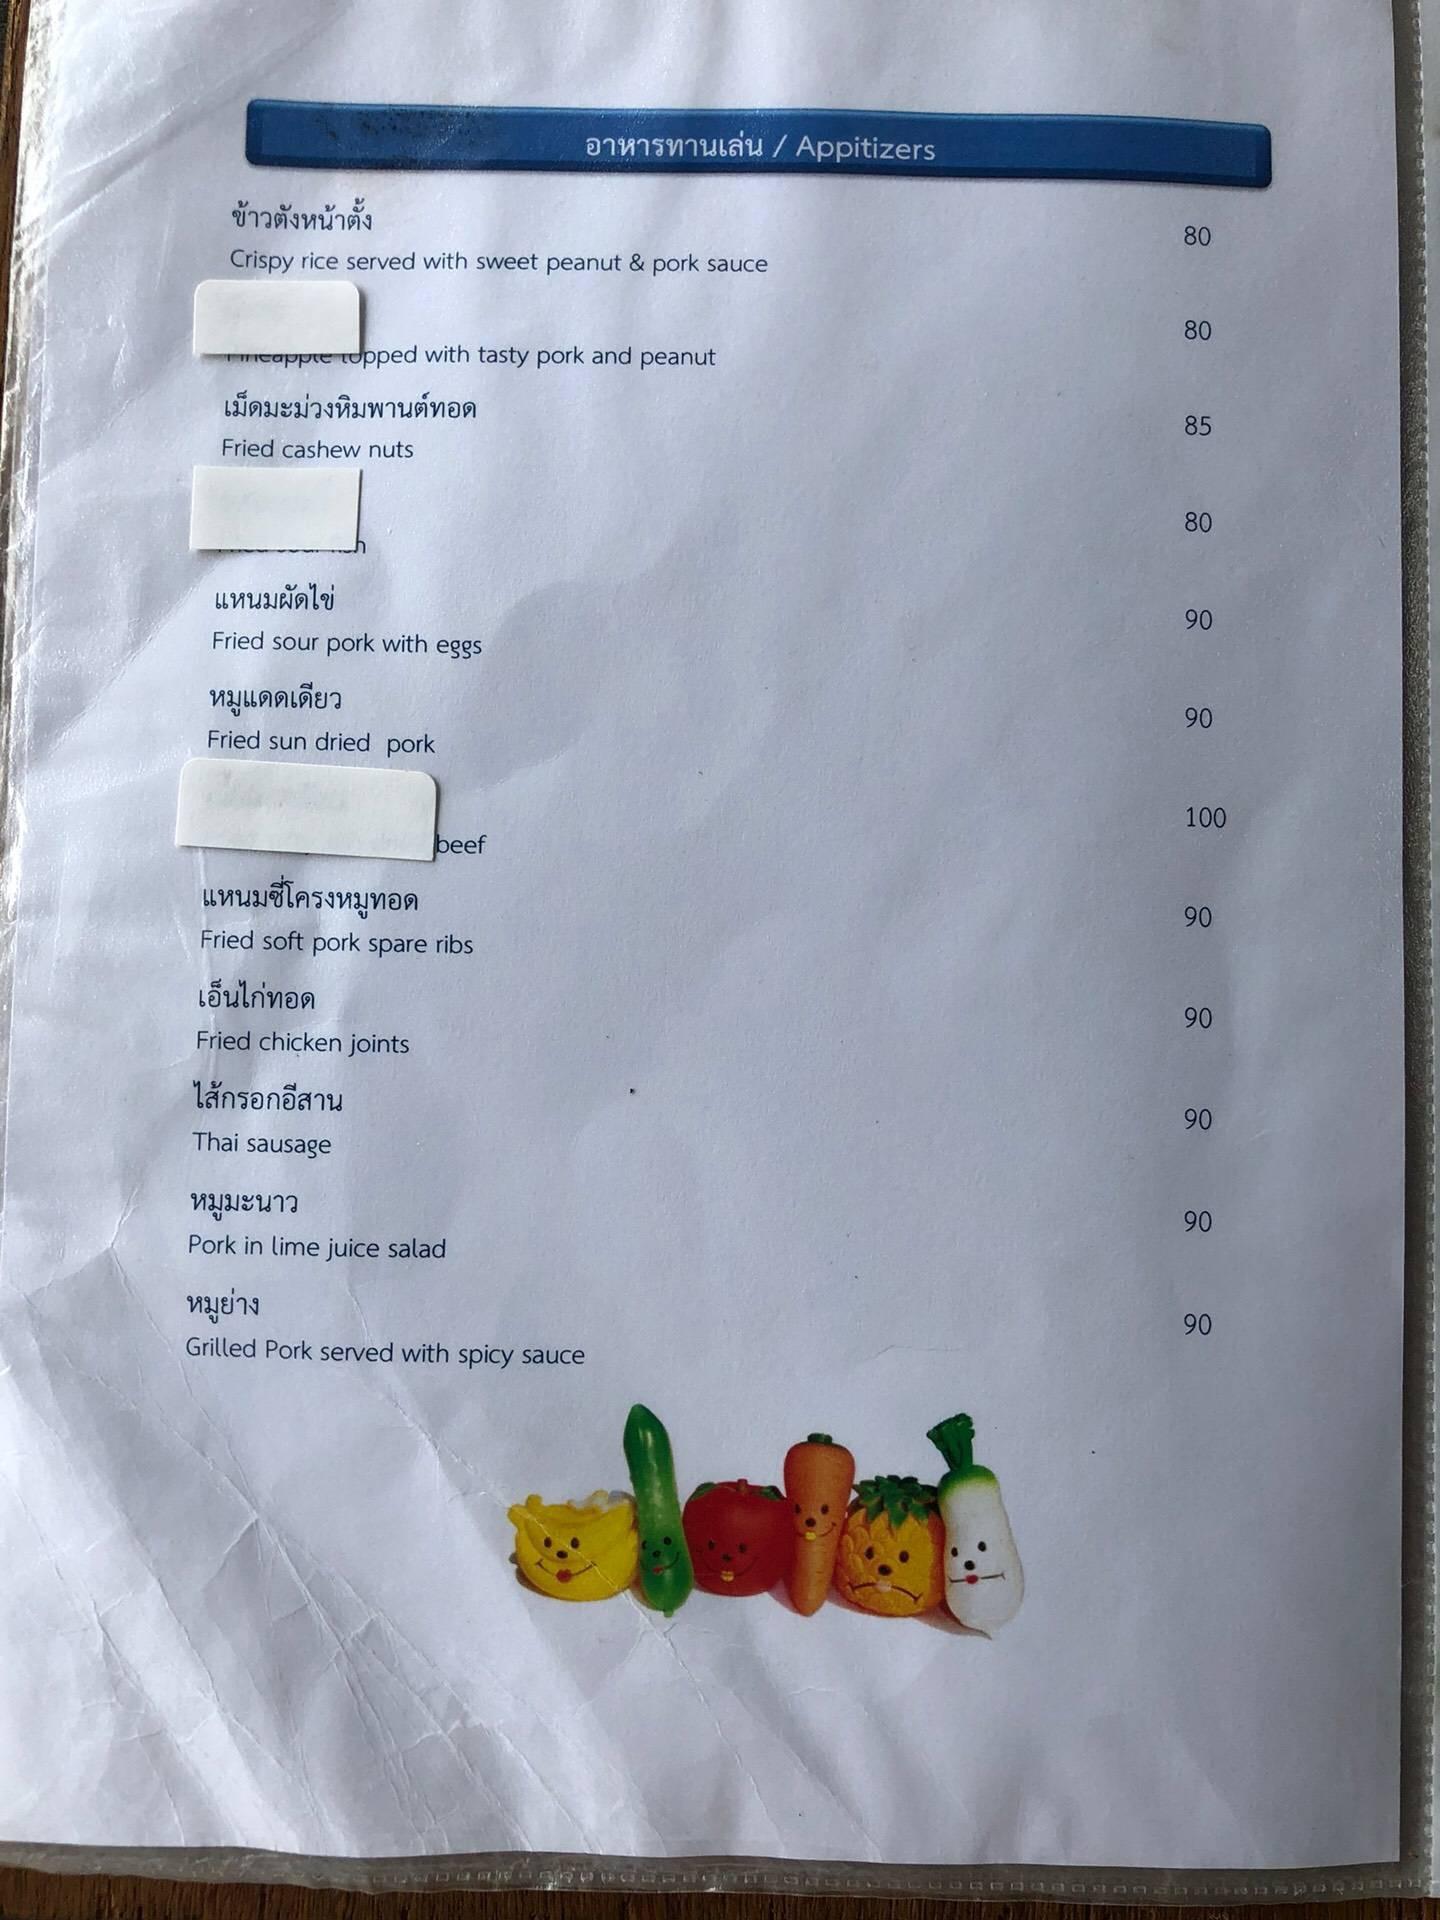 อาหารทานเล่น / Appitizers
ข้าวตังหน้าตั้ง
80
Crispy rice served with sweet peanut & pork sauce
80
Pineapple topped with tasty pork and peanut
เม็ดมะม่วงหิมพานต์ทอด
85
Fried cashew nuts
80
แหนมผัดไข่
90
Fried sour pork with eggs
หมูแดดเดียว
90
Fried sun dried pork
100
beef
แหนมซี่โครงหมูทอด
90
Fried soft pork spare ribs
เอ็นไก่ทอด
90
Fried chicken joints
ไส้กรอกอีสาน
90
Thai sausage
หมูมะนาว
90
Pork in lime juice salad
หมูย่าง
90
Grilled Pork served with spicy sauce